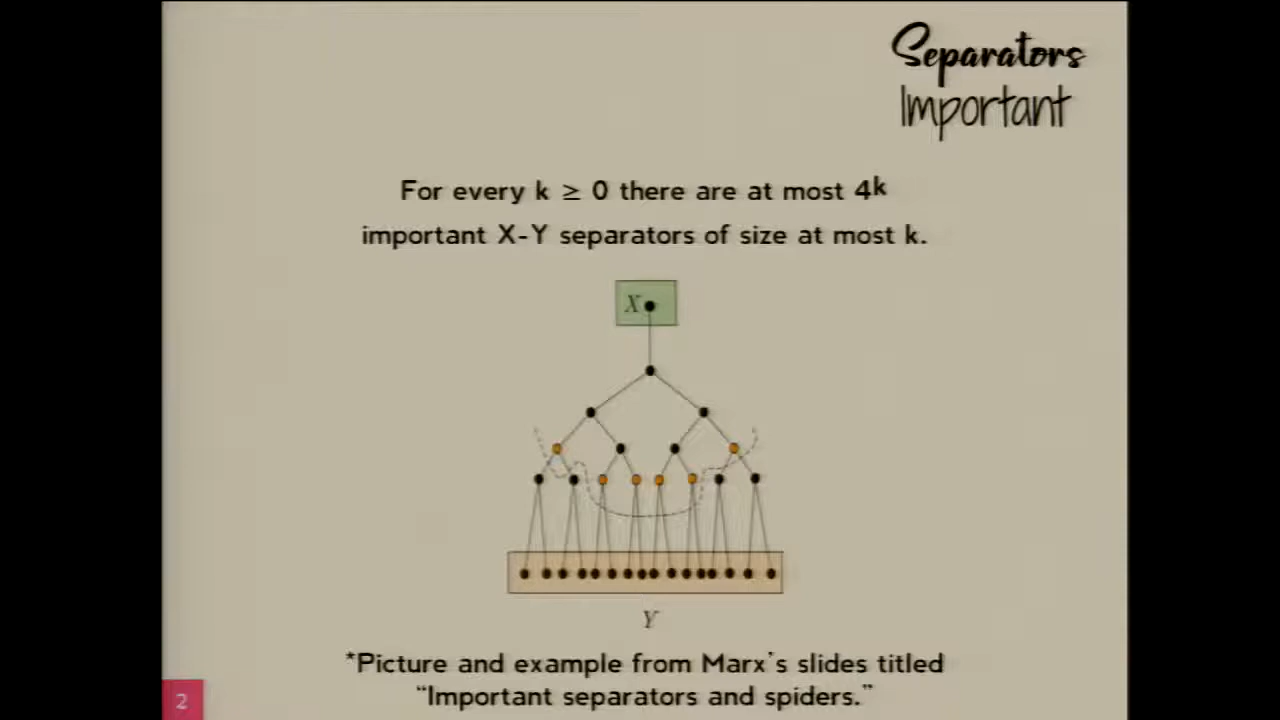 Separators
Important
For every k ≥ 0 there are at most 4ᵏ
important X-Y separators of size at most k.
X
Y
*Picture and example from Marx's slides titled
"Important separators and spiders."
2